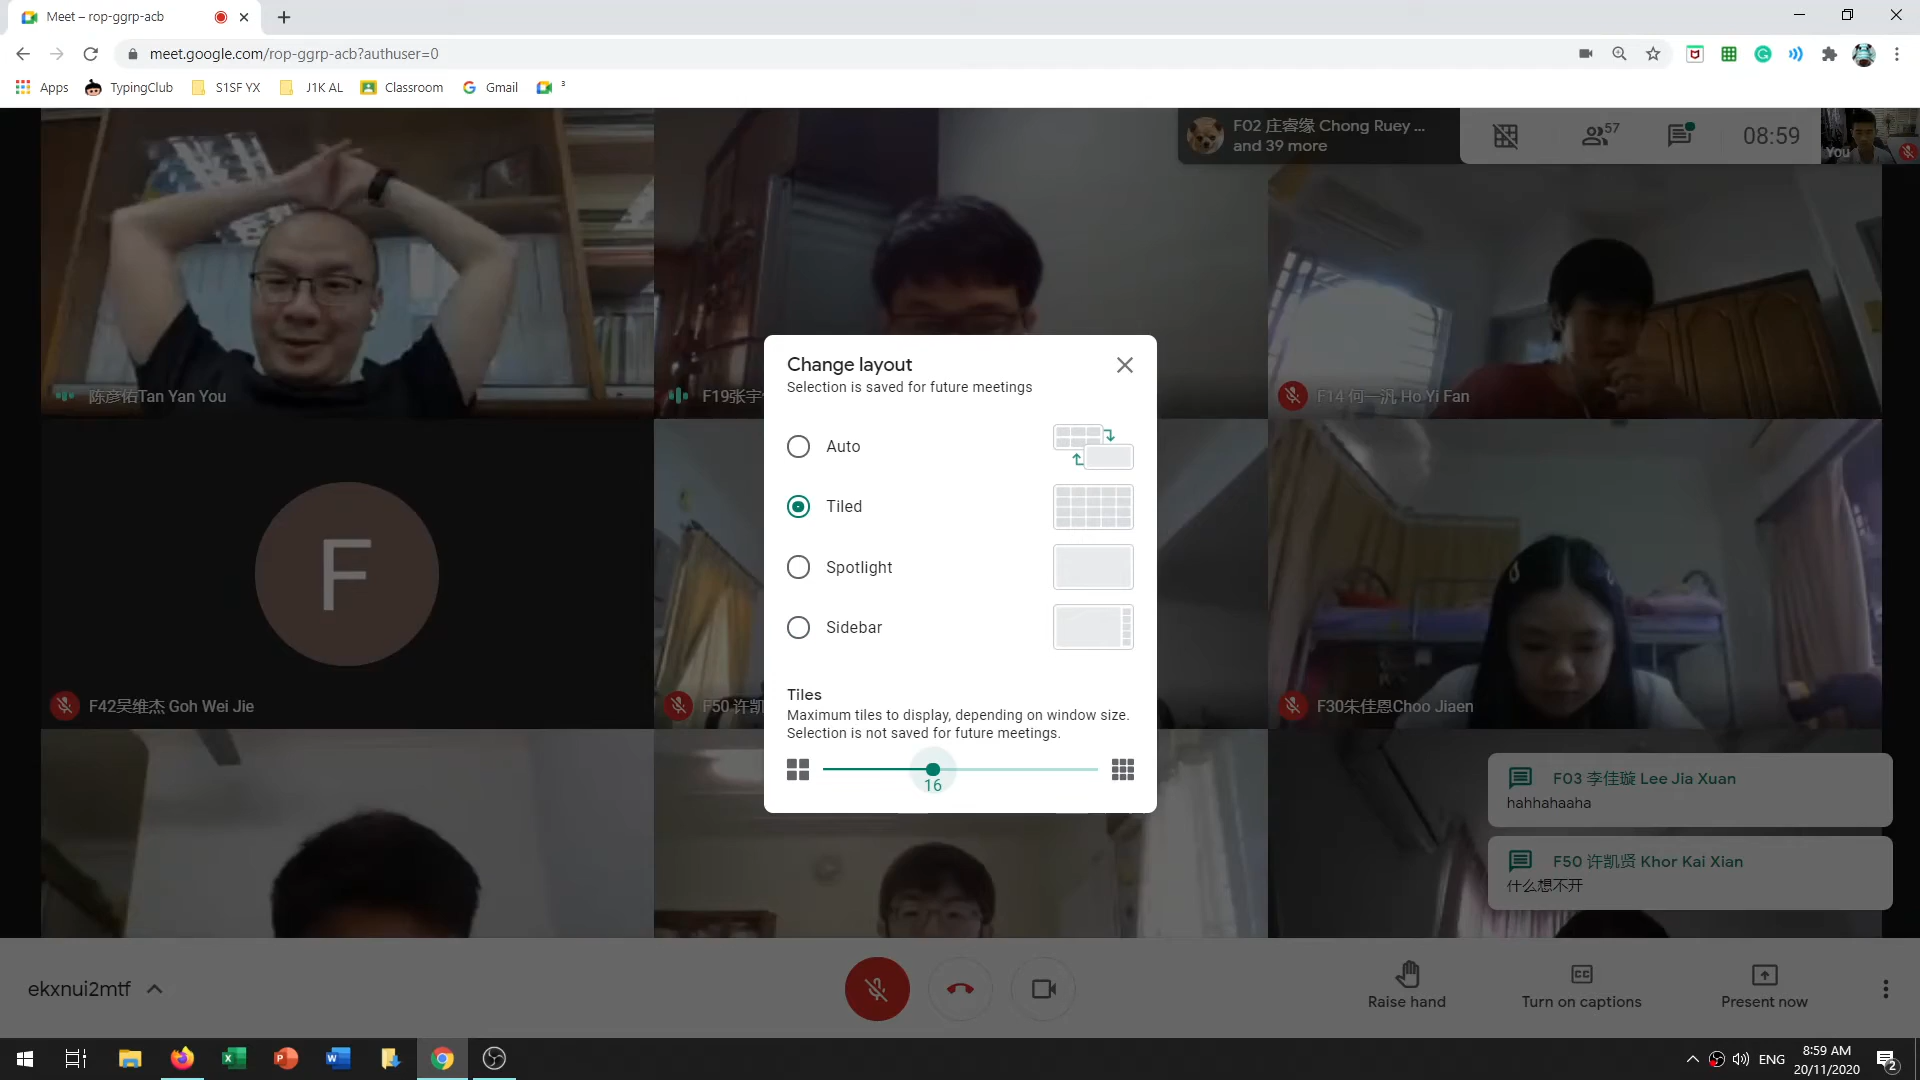 Meet – rop-ggrp-acb
meet.google.com/rop-ggrp-acb?authuser=0
Apps
TypingClub
S1SF YX
J1K AL
Classroom
Gmail
3
F02 庄睿缘 Chong Ruey ...
and 39 more
57
08:59
You
陈彦佑Tan Yan You
F19张宇
F14 何一汎 Ho Yi Fan
Change layout
Selection is saved for future meetings
Auto
Tiled
Spotlight
Sidebar
Tiles
Maximum tiles to display, depending on window size.
Selection is not saved for future meetings.
16
F
F42吴维杰 Goh Wei Jie
F50 许凯
F30朱佳恩Choo Jiaen
F03 李佳璇 Lee Jia Xuan
hahhahaaha
F50 许凯贤 Khor Kai Xian
什么想不开
ekxnui2mtf
Raise hand
Turn on captions
Present now
ENG
8:59 AM
20/11/2020
2